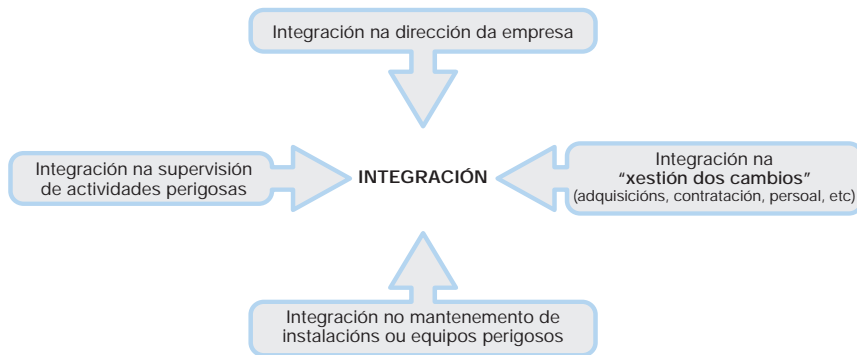 Integración na dirección da empresa
Integración na supervisión
de actividades perigosas
INTEGRACIÓN
Integración na
“xestión dos cambios”
(adquisicións, contratación, persoal, etc)
Integración no mantenemento de
instalacións ou equipos perigosos